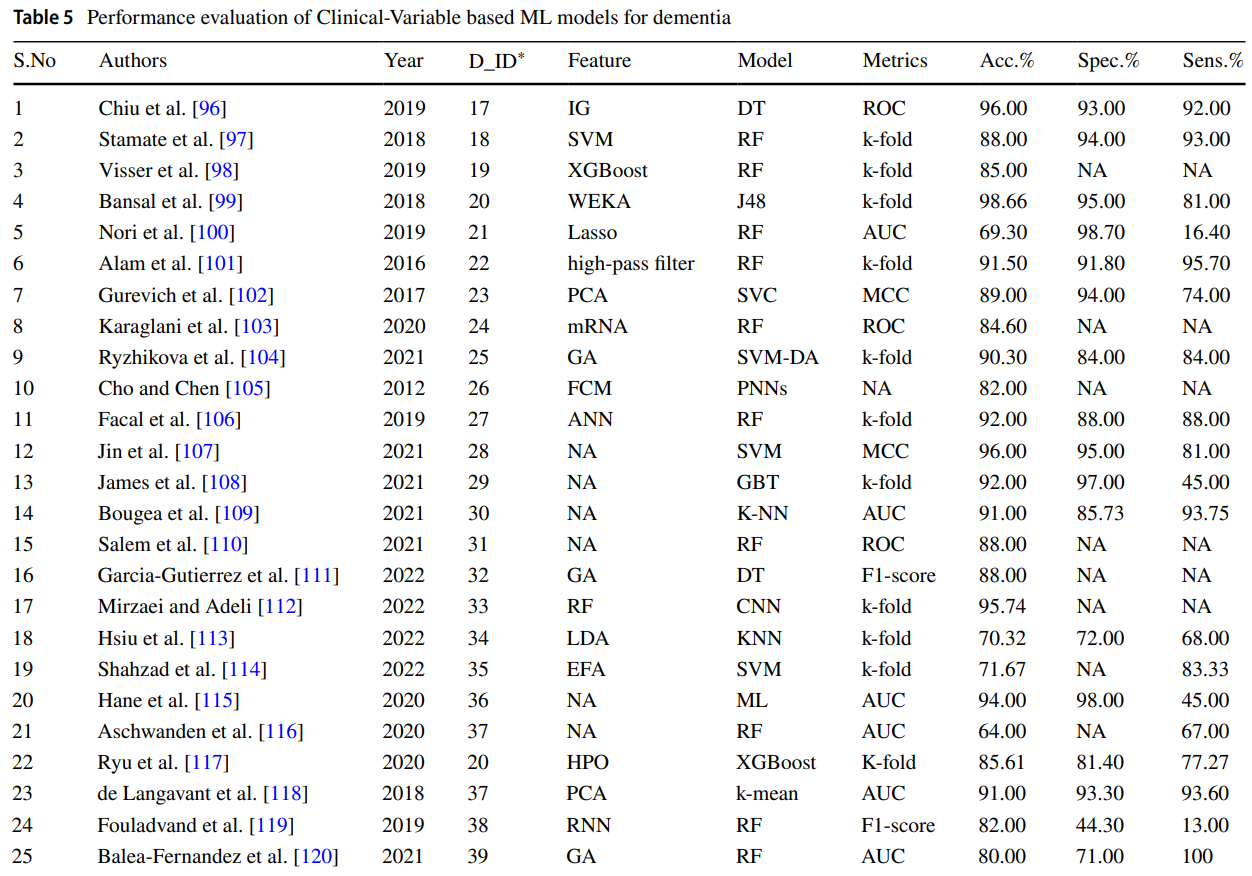 Table 5 Performance evaluation of Clinical-Variable based ML models for dementia
S.No Authors Year D_ID* Feature Model Metrics Acc.% Spec.% Sens.%
1 Chiu et al. [96] 2019 17 IG DT ROC 96.00 93.00 92.00
2 Stamate et al. [97] 2018 18 SVM RF k-fold 88.00 94.00 93.00
3 Visser et al. [98] 2019 19 XGBoost RF k-fold 85.00 NA NA
4 Bansal et al. [99] 2018 20 WEKA J48 k-fold 98.66 95.00 81.00
5 Nori et al. [100] 2019 21 Lasso RF AUC 69.30 98.70 16.40
6 Alam et al. [101] 2016 22 high-pass filter RF k-fold 91.50 91.80 95.70
7 Gurevich et al. [102] 2017 23 PCA SVC MCC 89.00 94.00 74.00
8 Karaglani et al. [103] 2020 24 mRNA RF ROC 84.60 NA NA
9 Ryzhikova et al. [104] 2021 25 GA SVM-DA k-fold 90.30 84.00 84.00
10 Cho and Chen [105] 2012 26 FCM PNNs NA 82.00 NA NA
11 Facal et al. [106] 2019 27 ANN RF k-fold 92.00 88.00 88.00
12 Jin et al. [107] 2021 28 NA SVM MCC 96.00 95.00 81.00
13 James et al. [108] 2021 29 NA GBT k-fold 92.00 97.00 45.00
14 Bougea et al. [109] 2021 30 NA K-NN AUC 91.00 85.73 93.75
15 Salem et al. [110] 2021 31 NA RF ROC 88.00 NA NA
16 Garcia-Gutierrez et al. [111] 2022 32 GA DT F1-score 88.00 NA NA
17 Mirzaei and Adeli [112] 2022 33 RF CNN k-fold 95.74 NA NA
18 Hsiu et al. [113] 2022 34 LDA KNN k-fold 70.32 72.00 68.00
19 Shahzad et al. [114] 2022 35 EFA SVM k-fold 71.67 NA 83.33
20 Hane et al. [115] 2020 36 NA ML AUC 94.00 98.00 45.00
21 Aschwanden et al. [116] 2020 37 NA RF AUC 64.00 NA 67.00
22 Ryu et al. [117] 2020 20 HPO XGBoost K-fold 85.61 81.40 77.27
23 de Langavant et al. [118] 2018 37 PCA k-mean AUC 91.00 93.30 93.60
24 Fouladvand et al. [119] 2019 38 RNN RF F1-score 82.00 44.30 13.00
25 Balea-Fernandez et al. [120] 2021 39 GA RF AUC 80.00 71.00 100